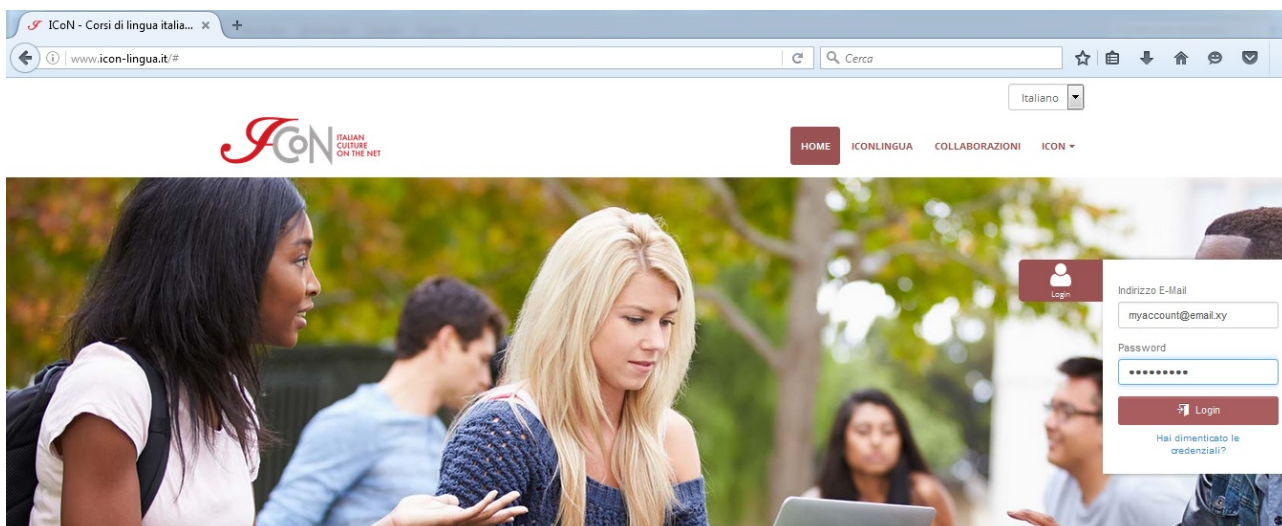 ICoN - Corsi di lingua italia...
www.icon-lingua.it/#
Cerca
Italiano
ICoN ITALIAN
CULTURE
ON THE NET
HOME ICONLINGUA COLLABORAZIONI ICON
Login
Indirizzo E-Mail
myaccount@email.xy
Password
•••••••••
Login
Hai dimenticato le
credenziali?